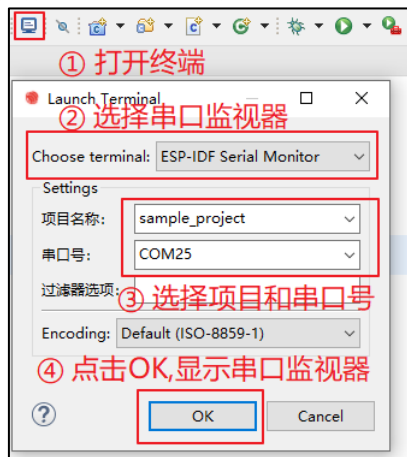 ① 打开终端
Launch Terminal
② 选择串口监视器
Choose terminal: ESP-IDF Serial Monitor
Settings
项目名称: sample_project
串口号: COM25
过滤器选项:
③ 选择项目和串口号
Encoding: Default (ISO-8859-1)
④ 点击OK,显示串口监视器
? OK Cancel